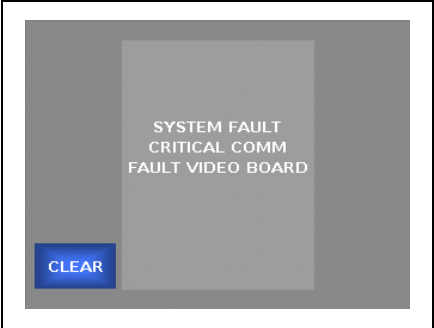 SYSTEM FAULT
CRITICAL COMM
FAULT VIDEO BOARD
CLEAR